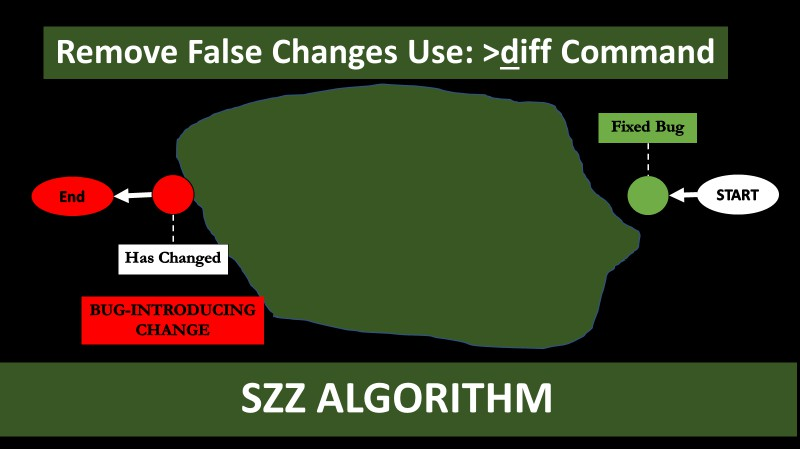 Remove False Changes Use: >diff Command
Fixed Bug
End
START
Has Changed
BUG-INTRODUCING
CHANGE
SZZ ALGORITHM